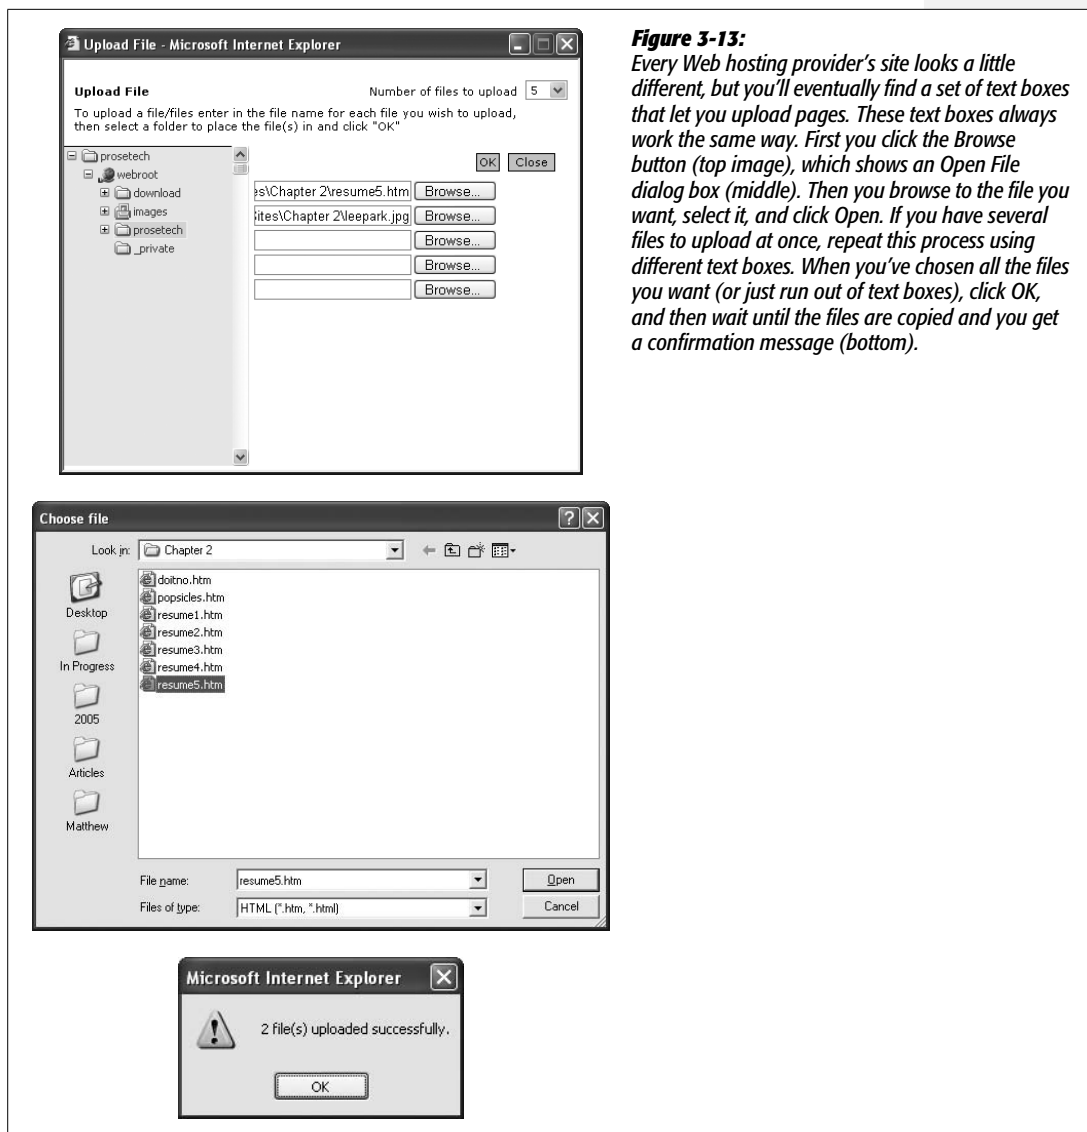 Upload File - Microsoft Internet Explorer
Upload File
Number of files to upload 5
To upload a file/files enter in the file name for each file you wish to upload,
then select a folder to place the file(s) in and click "OK"
prosetech
webroot
download
images
prosetech
_private
OK Close
es\Chapter 2\resume5.htm Browse...
Sites\Chapter 2\leepark.jpg Browse...
Browse...
Browse...
Browse...
Figure 3-13:
Every Web hosting provider's site looks a little
different, but you'll eventually find a set of text boxes
that let you upload pages. These text boxes always
work the same way. First you click the Browse
button (top image), which shows an Open File
dialog box (middle). Then you browse to the file you
want, select it, and click Open. If you have several
files to upload at once, repeat this process using
different text boxes. When you've chosen all the files
you want (or just run out of text boxes), click OK,
and then wait until the files are copied and you get
a confirmation message (bottom).
Choose file
Look in: Chapter 2
Desktop
In Progress
2005
Articles
Matthew
doitno.htm
popsicles.htm
resume1.htm
resume2.htm
resume3.htm
resume4.htm
resume5.htm
File name: resume5.htm Open
Files of type: HTML (*.htm, *.html) Cancel
Microsoft Internet Explorer
2 file(s) uploaded successfully.
OK